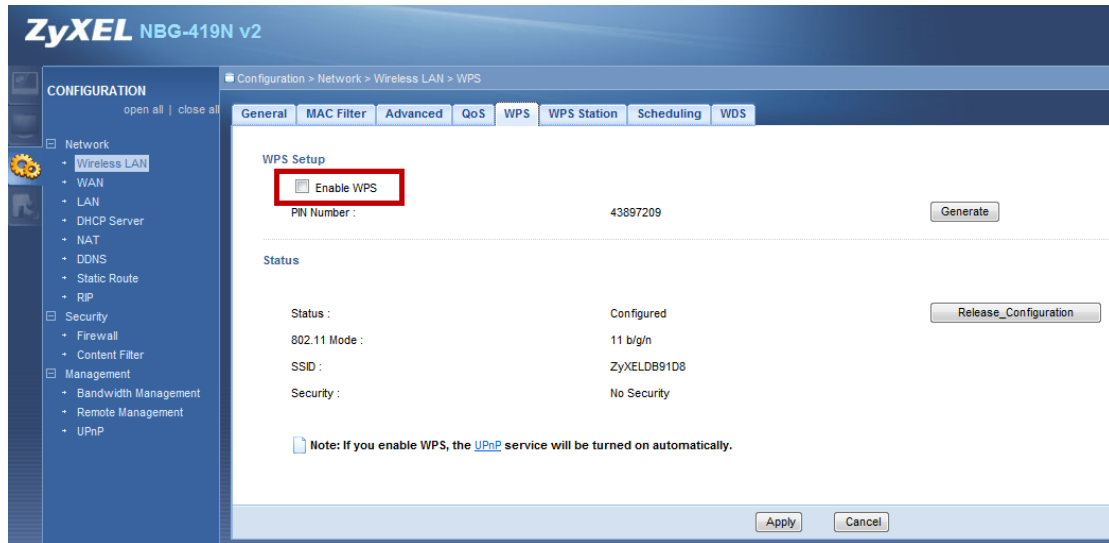 ZyXEL NBG-419N v2
Configuration > Network > Wireless LAN > WPS
CONFIGURATION
open all | close all
General MAC Filter Advanced QoS WPS WPS Station Scheduling WDS
Network
Wireless LAN
WAN
LAN
DHCP Server
NAT
DDNS
Static Route
RIP
Security
Firewall
Content Filter
Management
Bandwidth Management
Remote Management
UPnP
WPS Setup
Enable WPS
PIN Number : 43897209 Generate
Status
Status : Configured Release_Configuration
802.11 Mode : 11 b/g/n
SSID : ZyXELDB91D8
Security : No Security
Note: If you enable WPS, the UPnP service will be turned on automatically.
Apply Cancel